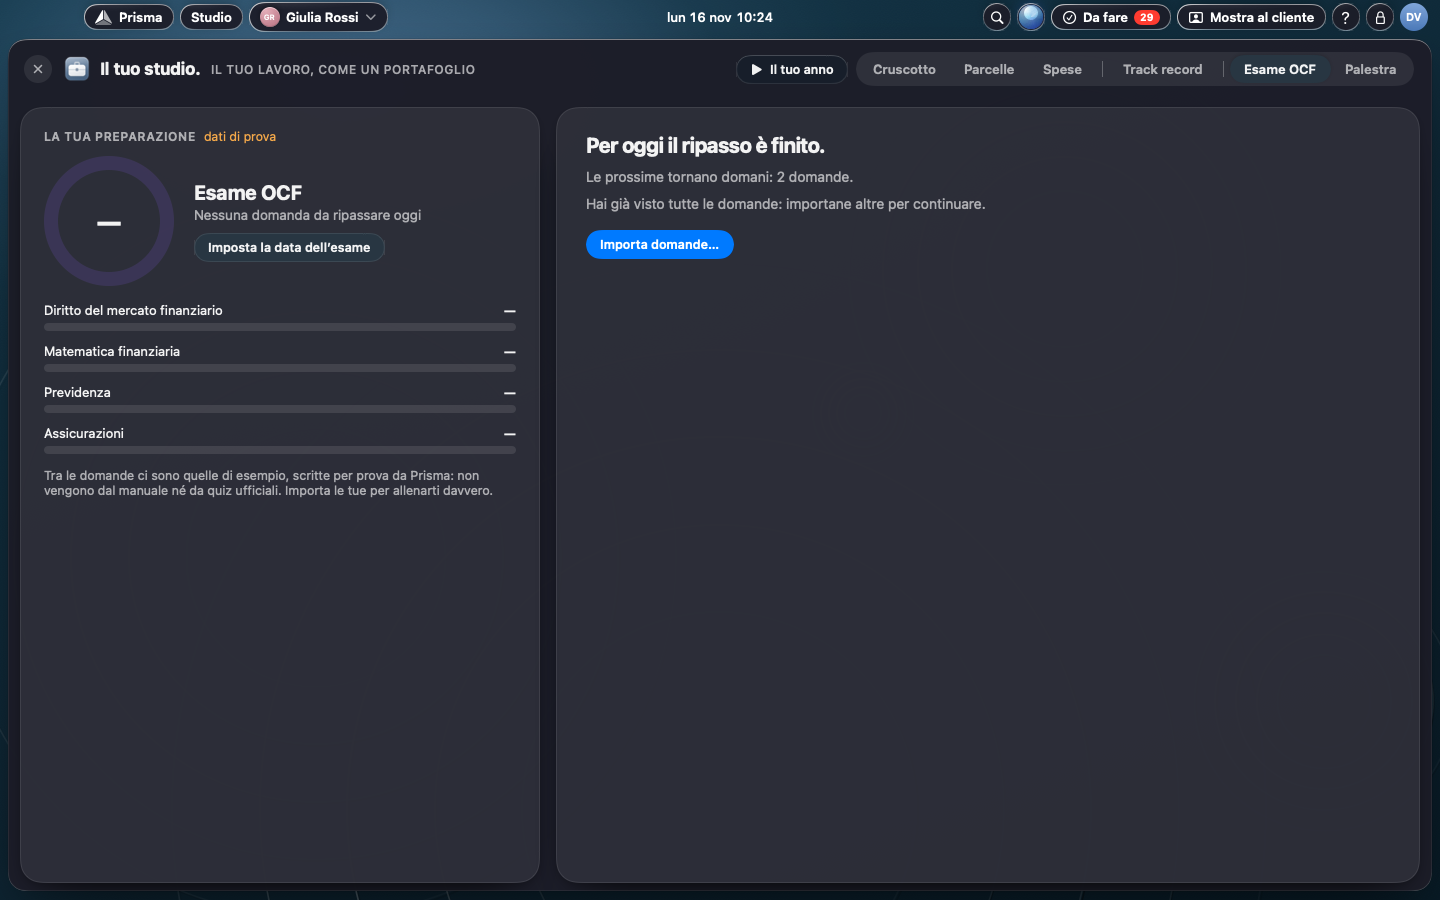 Prisma
Studio
GR Giulia Rossi
lun 16 nov 10:24
Da fare 29
Mostra al cliente
?
DV
Il tuo studio. IL TUO LAVORO, COME UN PORTAFOGLIO
Il tuo anno
Cruscotto
Parcelle
Spese
Track record
Esame OCF
Palestra
LA TUA PREPARAZIONE dati di prova
–
Esame OCF
Nessuna domanda da ripassare oggi
Imposta la data dell’esame
Diritto del mercato finanziario –
Matematica finanziaria –
Previdenza –
Assicurazioni –
Tra le domande ci sono quelle di esempio, scritte per prova da Prisma: non
vengono dal manuale né da quiz ufficiali. Importa le tue per allenarti davvero.
Per oggi il ripasso è finito.
Le prossime tornano domani: 2 domande.
Hai già visto tutte le domande: importane altre per continuare.
Importa domande…